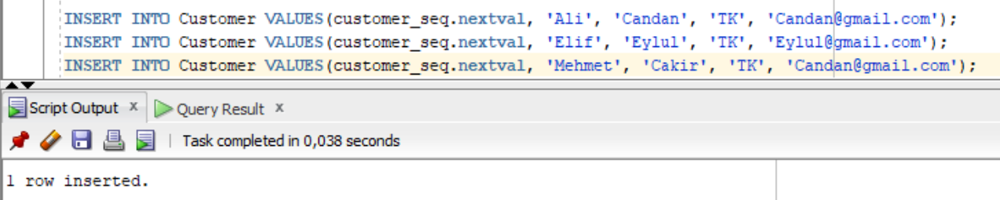 INSERT INTO Customer VALUES(customer_seq.nextval, 'Ali', 'Candan', 'TK', 'Candan@gmail.com');
INSERT INTO Customer VALUES(customer_seq.nextval, 'Elif', 'Eylul', 'TK', 'Eylul@gmail.com');
INSERT INTO Customer VALUES(customer_seq.nextval, 'Mehmet', 'Cakir', 'TK', 'Candan@gmail.com');
Script Output x Query Result x
Task completed in 0,038 seconds
1 row inserted.